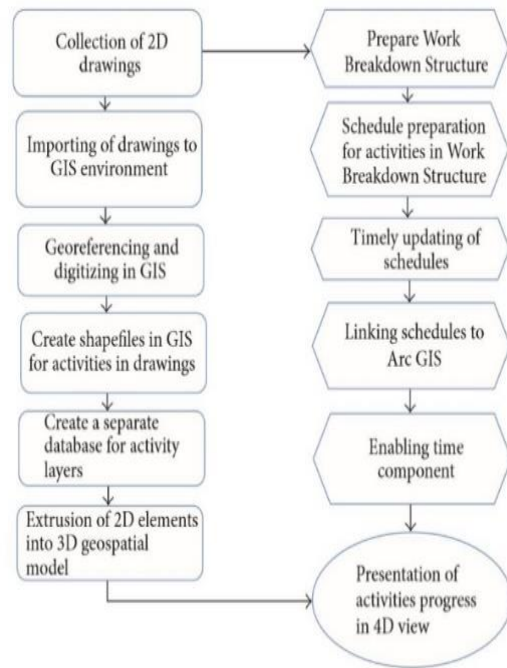 Collection of 2D
drawings
Importing of drawings to
GIS environment
Georeferencing and
digitizing in GIS
Create shapefiles in GIS
for activities in drawings
Create a separate
database for activity
layers
Extrusion of 2D elements
into 3D geospatial
model
Prepare Work
Breakdown Structure
Schedule preparation
for activities in Work
Breakdown Structure
Timely updating of
schedules
Linking schedules to
Arc GIS
Enabling time
component
Presentation of
activities progress
in 4D view